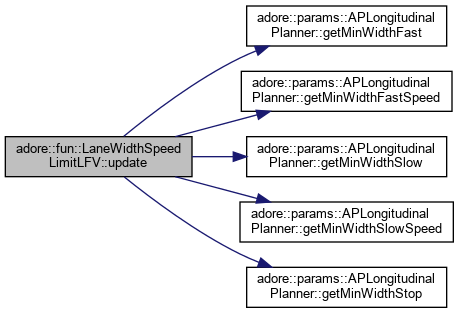 adore::params::APLongitudinal
Planner::getMinWidthFast
adore::params::APLongitudinal
Planner::getMinWidthFastSpeed
adore::fun::LaneWidthSpeed
LimitLFV::update
adore::params::APLongitudinal
Planner::getMinWidthSlow
adore::params::APLongitudinal
Planner::getMinWidthSlowSpeed
adore::params::APLongitudinal
Planner::getMinWidthStop